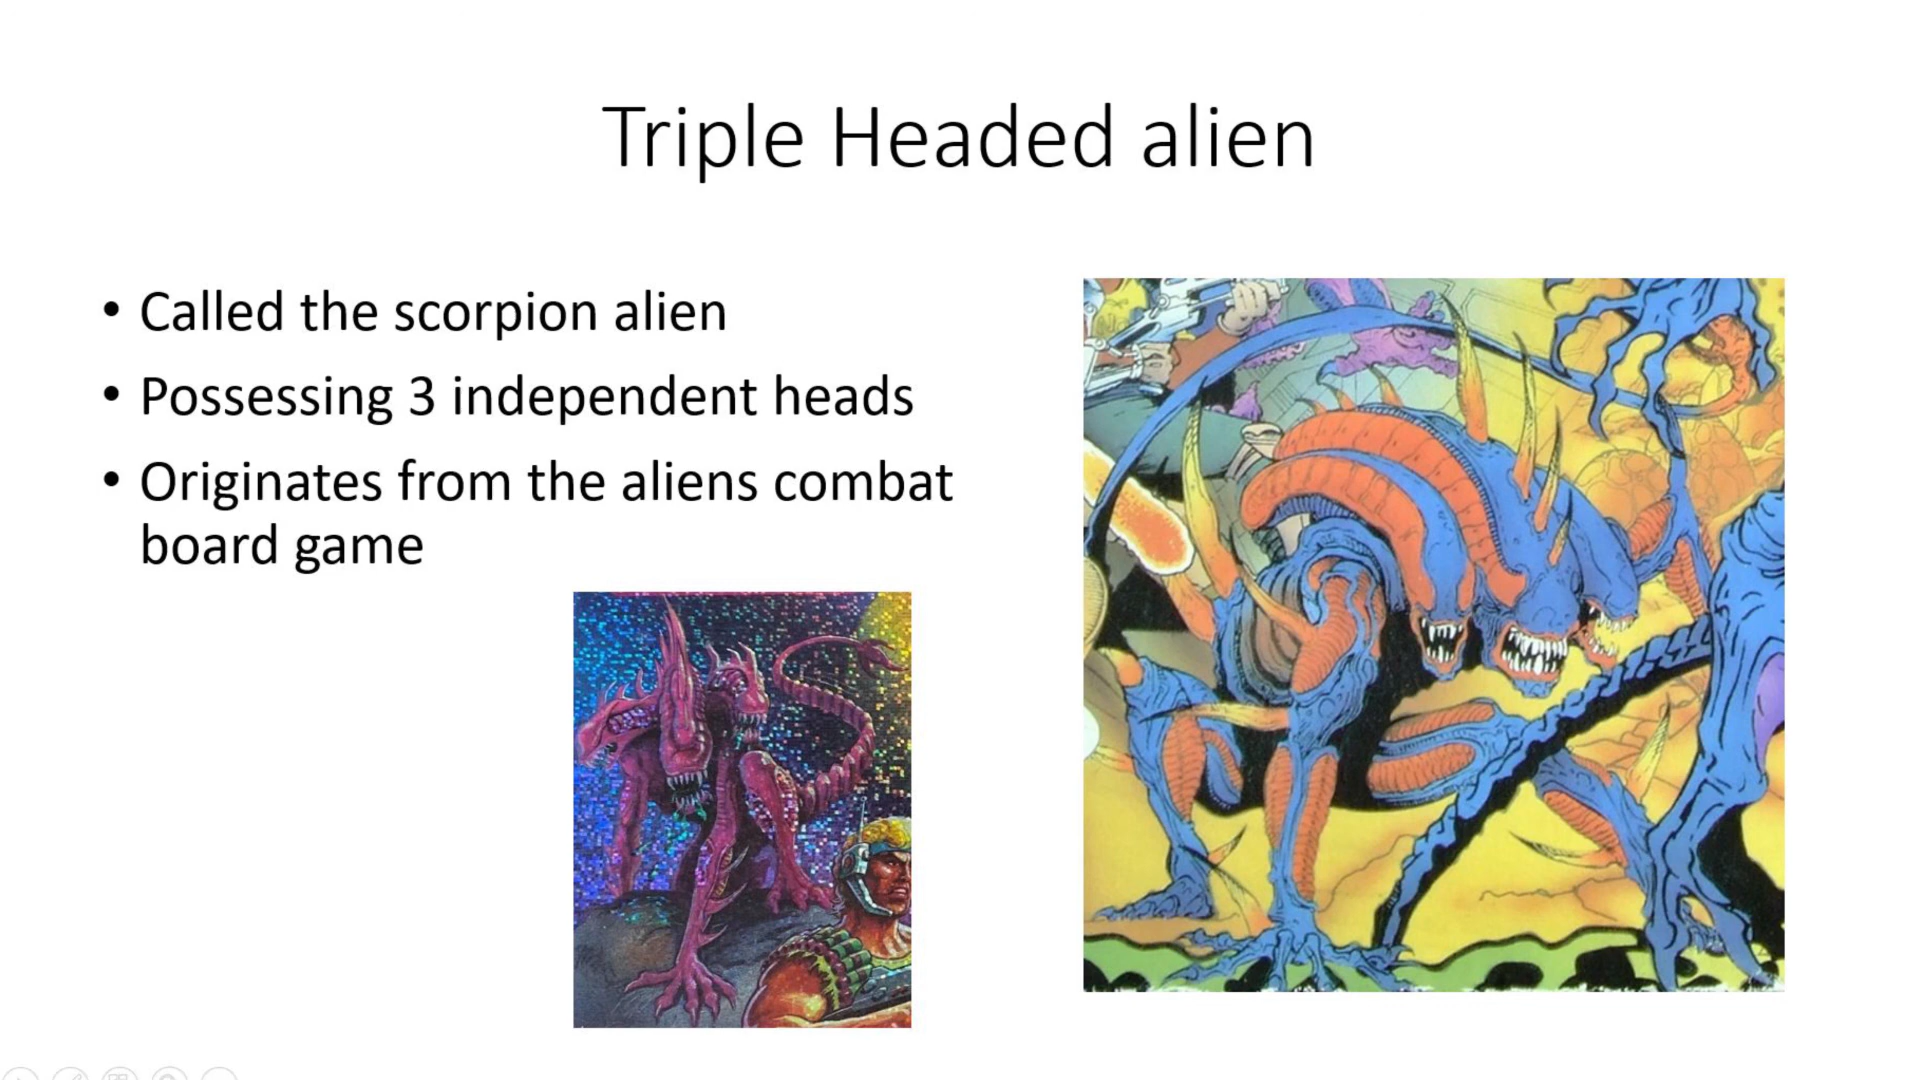 Triple Headed alien
• Called the scorpion alien
• Possessing 3 independent heads
• Originates from the aliens combat
board game